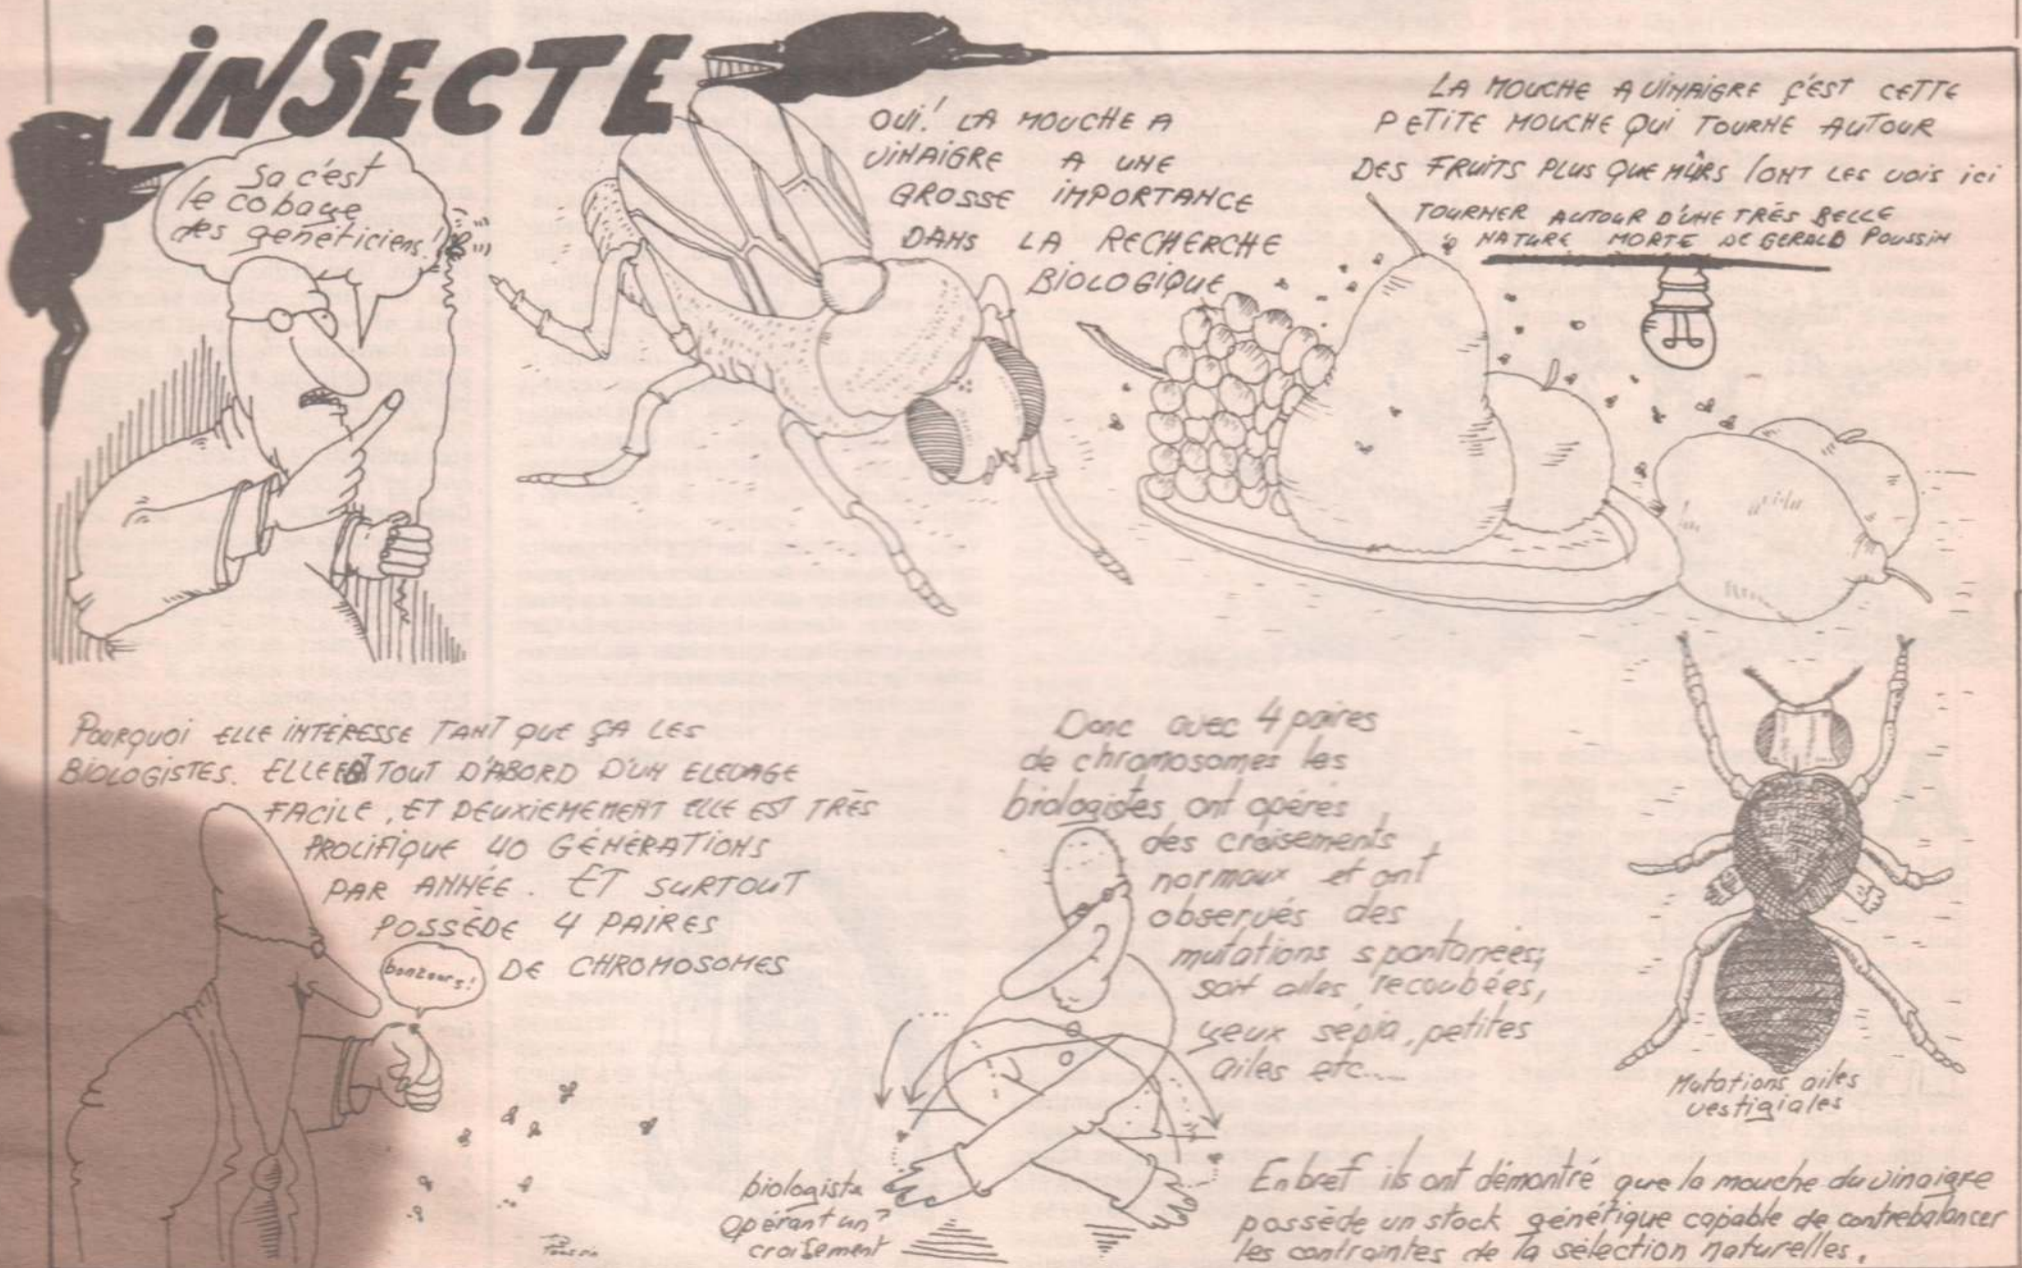 INSECTE
Sa c'est
le cobaye
des généticiens!
OUI! LA MOUCHE A
VINAIGRE A UNE
GROSSE IMPORTANCE
DANS LA RECHERCHE
BIOLOGIQUE
LA MOUCHE A VINAIGRE C'EST CETTE
PETITE MOUCHE QUI TOURNE AUTOUR
DES FRUITS PLUS QUE MÛRS /ONT LES VOIS ICI
TOURNER AUTOUR D'UNE TRÈS BELLE
NATURE MORTE DE GERALD POUSSIN
POURQUOI ELLE INTÉRESSE TANT QUE ÇA LES
BIOLOGISTES. ELLE EST TOUT D'ABORD D'UN ELEVAGE
FACILE, ET DEUXIEMEMENT ELLE EST TRÈS
PROLIFIQUE 40 GÉNÉRATIONS
PAR ANNÉE. ET SURTOUT
POSSÈDE 4 PAIRES
DE CHROMOSOMES
bonzours!
Donc avec 4 paires
de chromosomes les
biologistes ont opérés
des croisements
normaux et ont
observés des
mutations spontanées;
soit ailes recoubées,
yeux sépia, petites
ailes etc....
biologiste
opérant un
croisement
Mutations ailes
vestigiales
En bref ils ont démontré que la mouche du vinaigre
possède un stock génétique capable de contrebalancer
les contraintes de la sélection naturelles.
Poussin